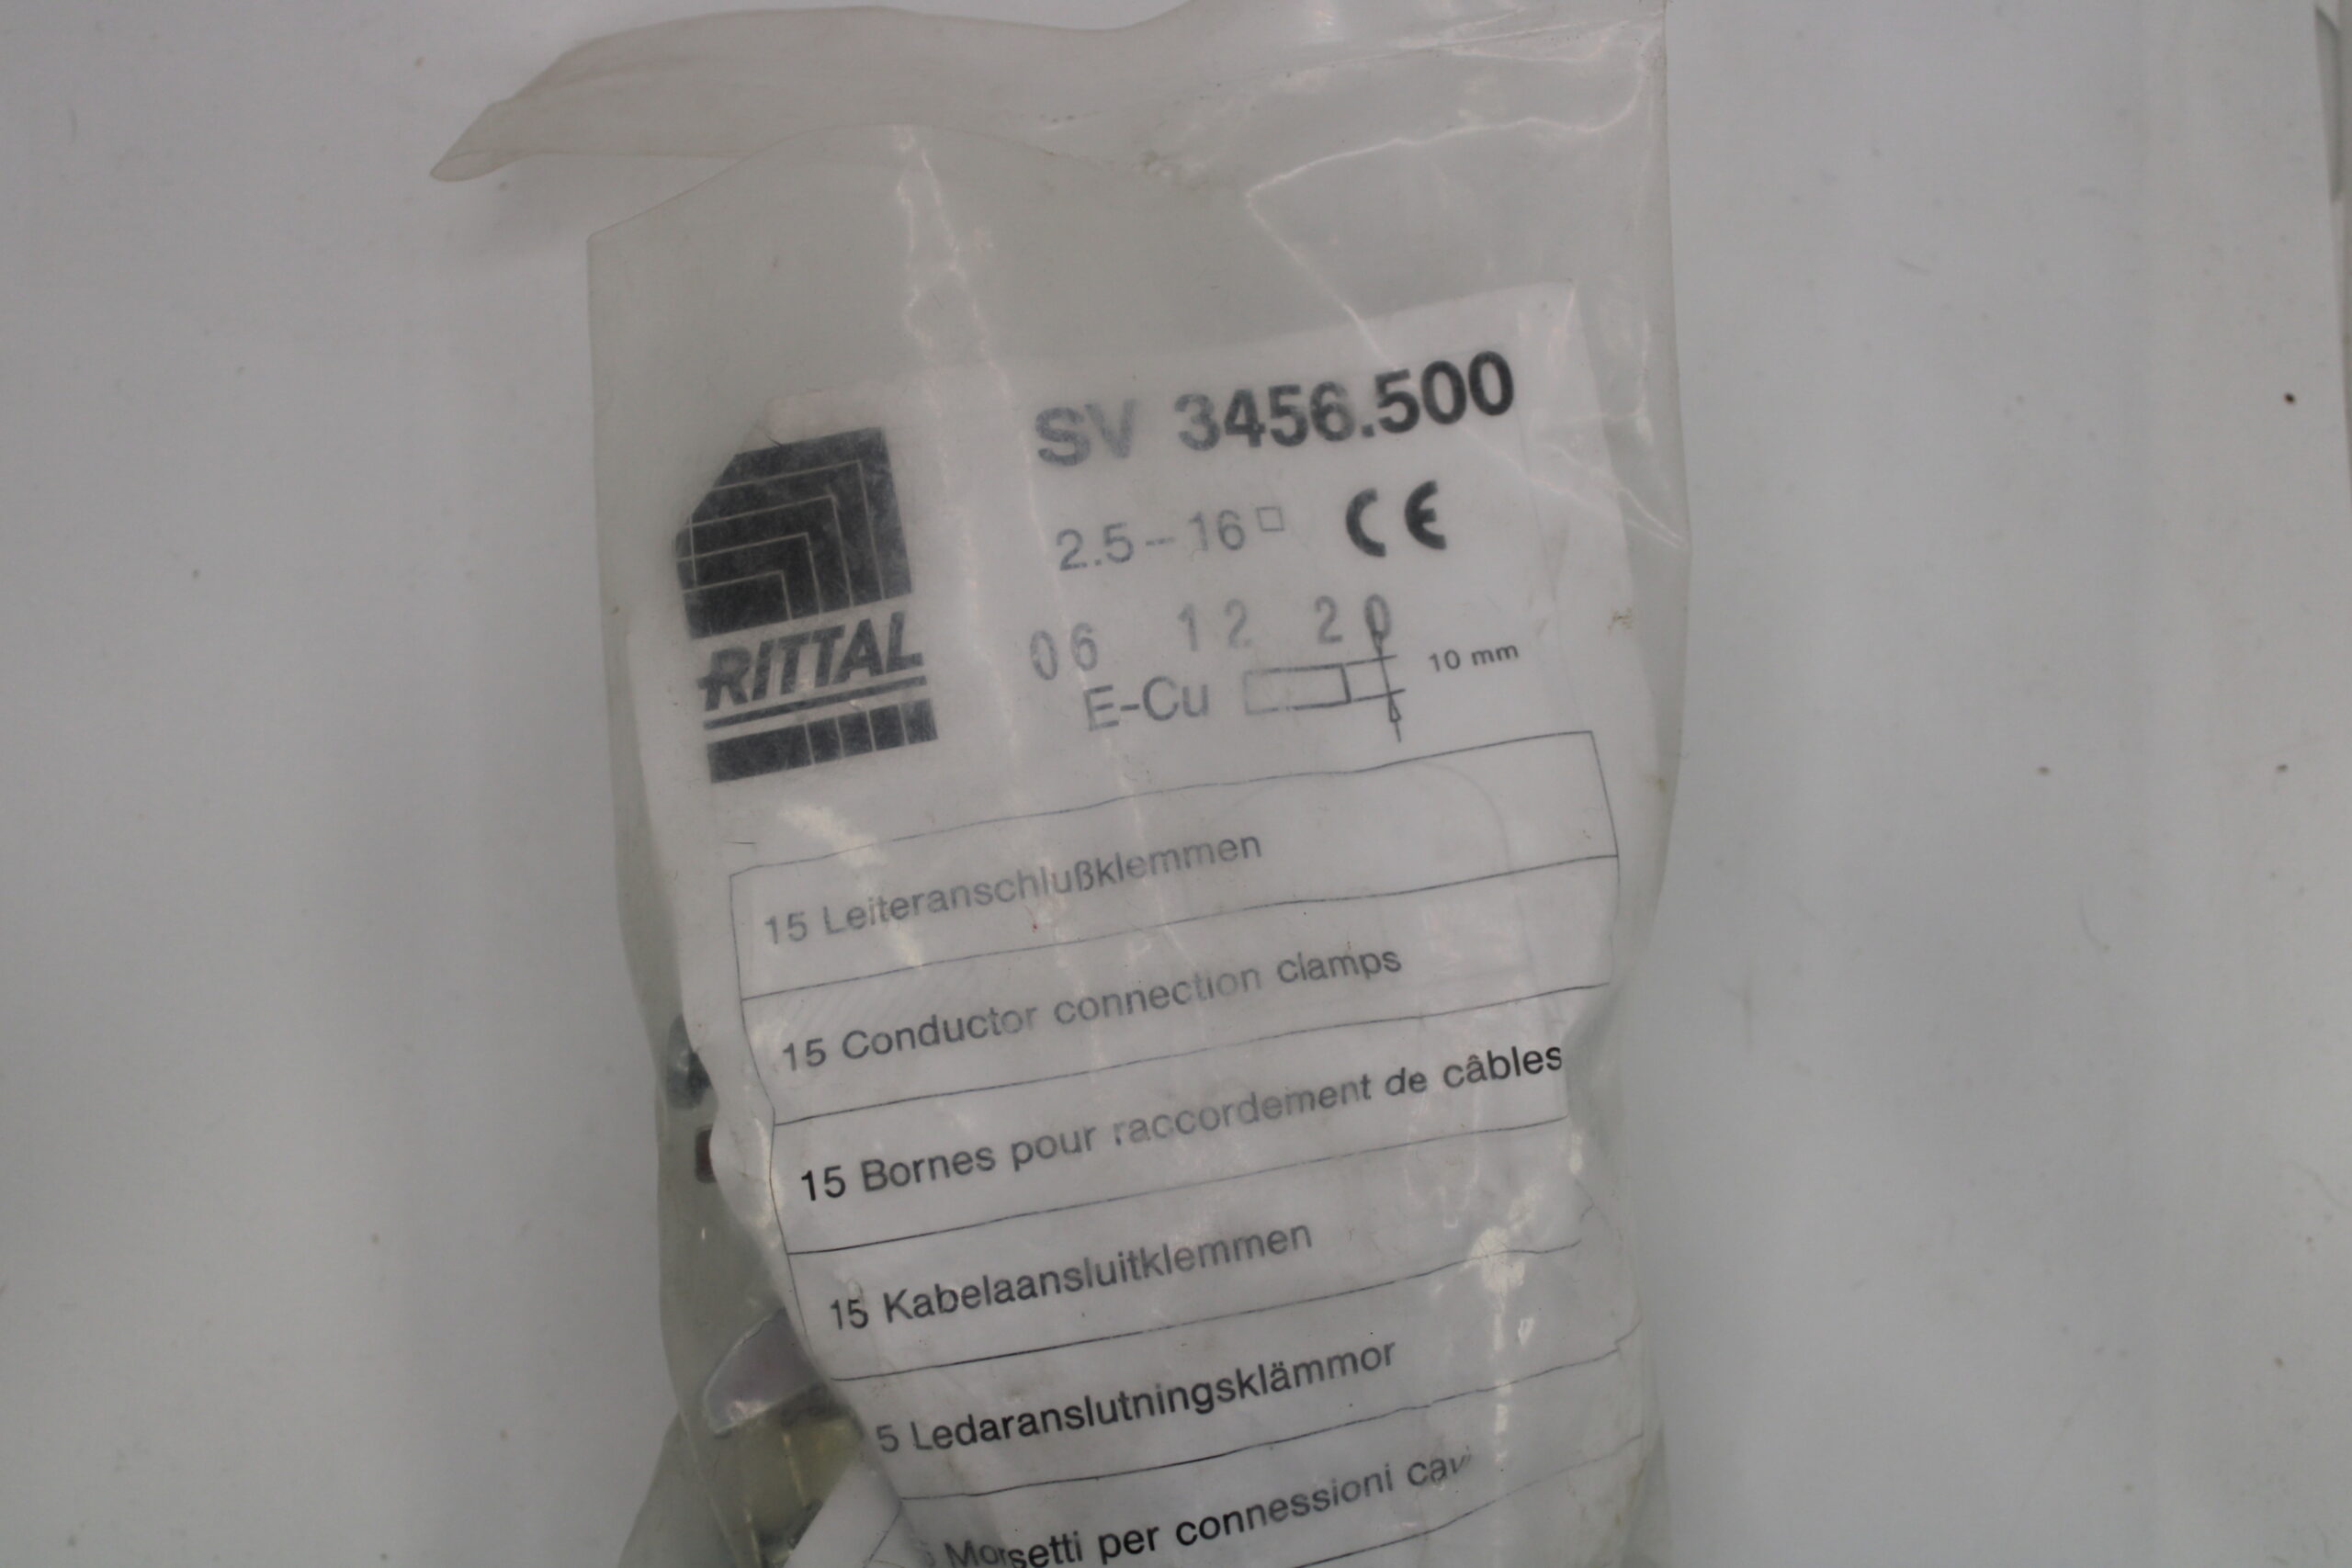 SV 3456.500
2.5-16□ CE
RITTAL
06 12 20
E-Cu 10 mm
15 Leiteranschlußklemmen
15 Conductor connection clamps
15 Bornes pour raccordement de câbles
15 Kabelaansluitklemmen
5 Ledaranslutningsklämmor
Morsetti per connessioni